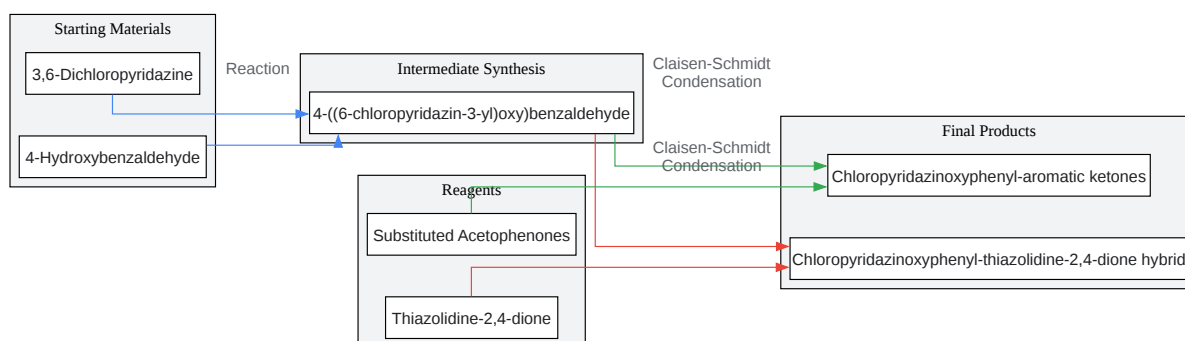 Starting Materials
3,6-Dichloropyridazine
4-Hydroxybenzaldehyde
Reaction
Intermediate Synthesis
4-((6-chloropyridazin-3-yl)oxy)benzaldehyde
Claisen-Schmidt
Condensation
Claisen-Schmidt
Condensation
Reagents
Substituted Acetophenones
Thiazolidine-2,4-dione
Final Products
Chloropyridazinoxyphenyl-aromatic ketones
Chloropyridazinoxyphenyl-thiazolidine-2,4-dione hybrid